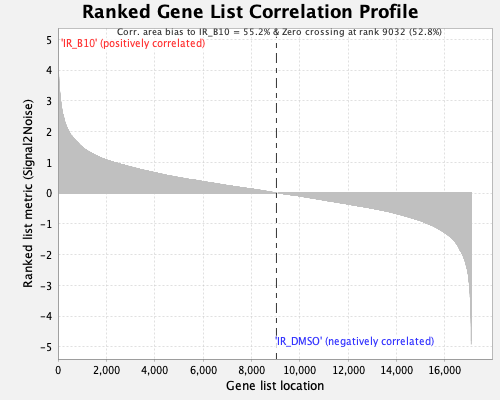 Ranked Gene List Correlation Profile
Corr. area bias to IR_B10 = 55.2% & Zero crossing at rank 9032 (52.8%)
'IR_B10' (positively correlated)
5
4
3
2
1
0
-1
-2
-3
-4
-5
Ranked list metric (Signal2Noise)
'IR_DMSO' (negatively correlated)
0 2,000 4,000 6,000 8,000 10,000 12,000 14,000 16,000
Gene list location